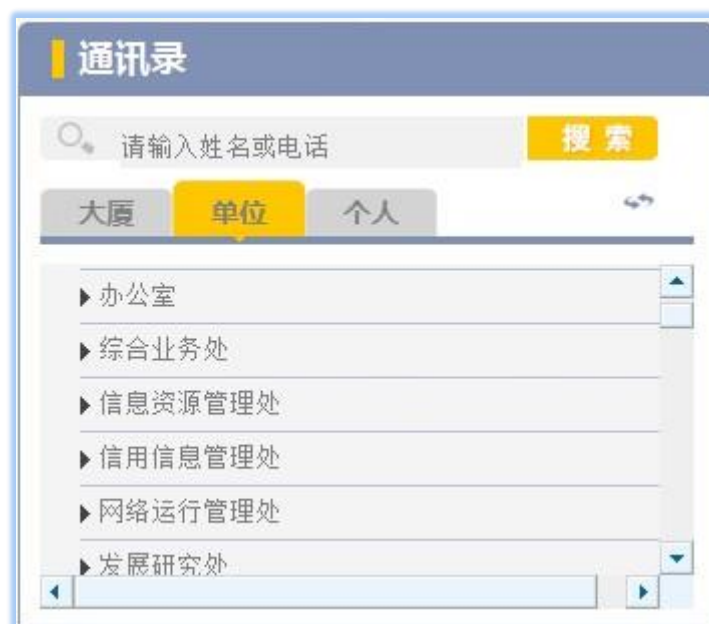 通讯录
请输入姓名或电话 搜索
大厦 单位 个人
办公室
综合业务处
信息资源管理处
信用信息管理处
网络运行管理处
发展研究处